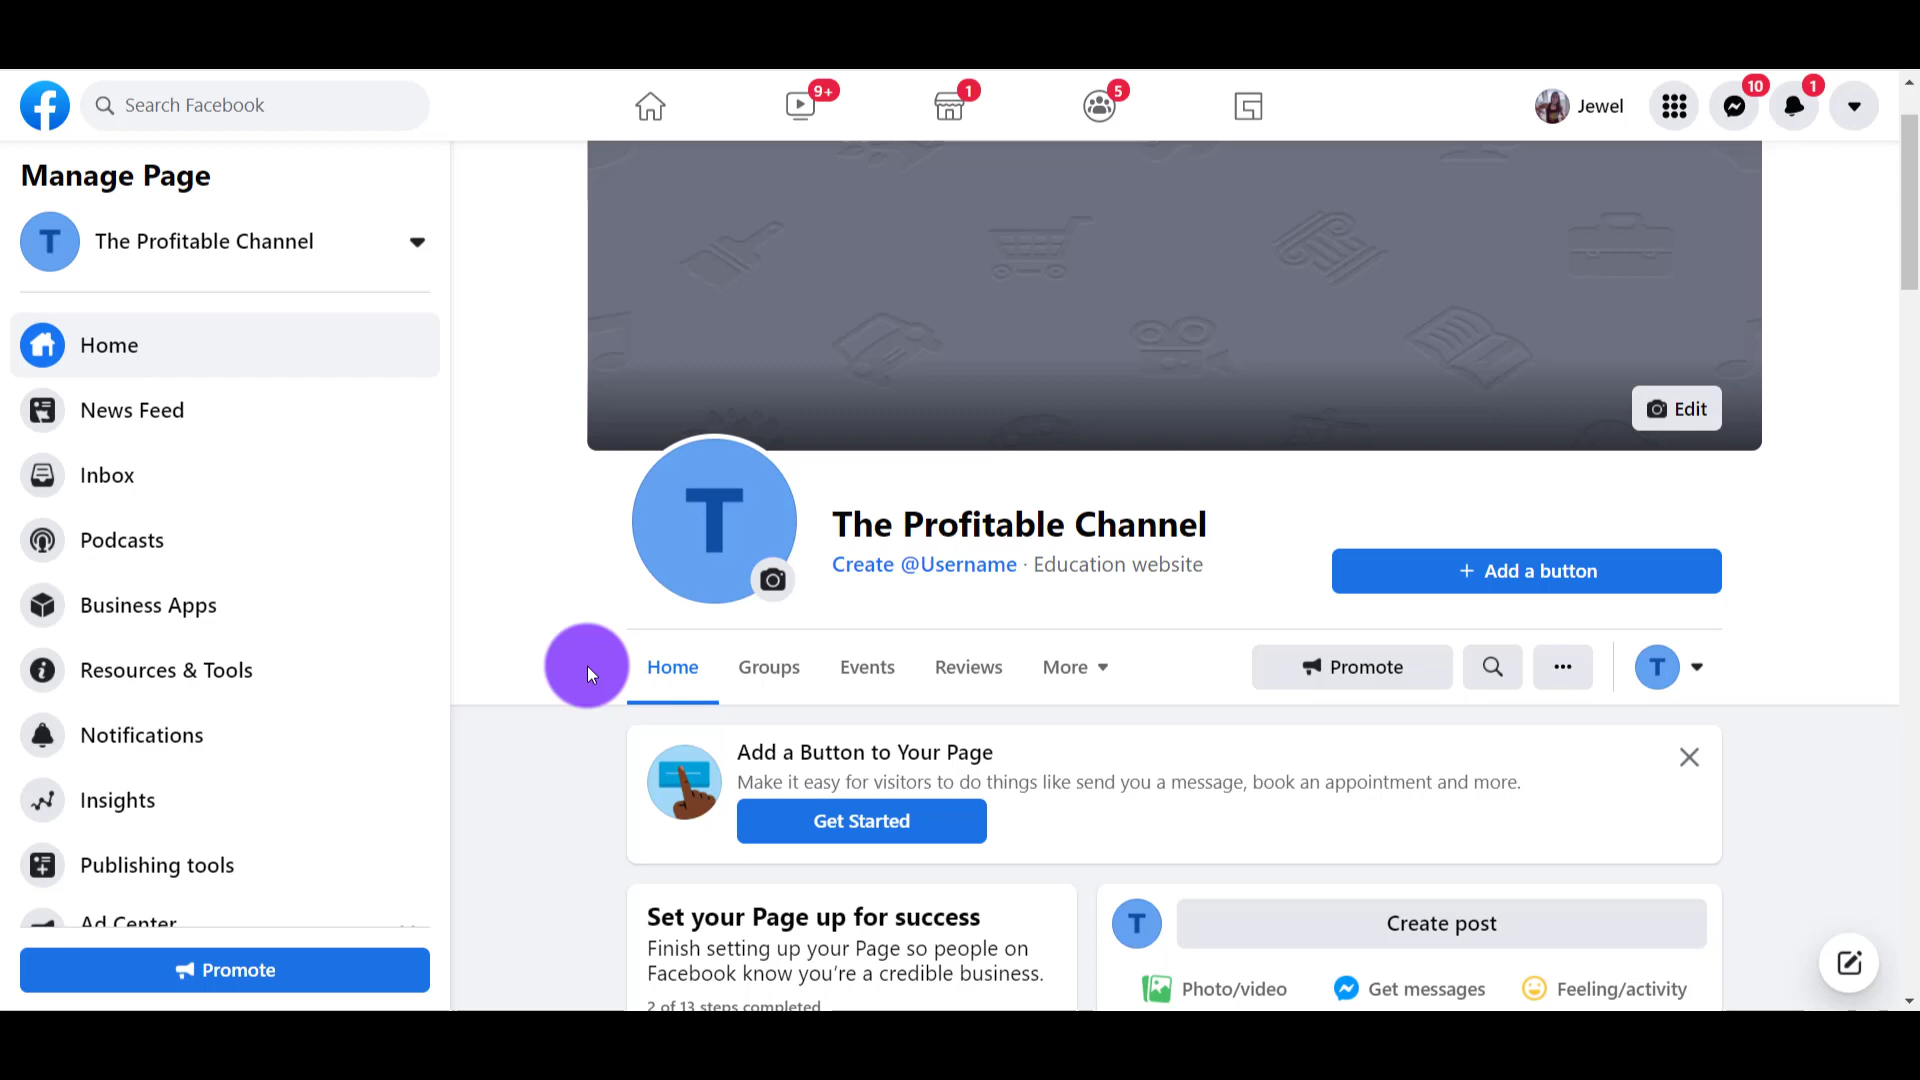 Search Facebook
9+
1
5
Jewel
10
1
Manage Page
T
The Profitable Channel
Home
News Feed
Inbox
Podcasts
Business Apps
Resources & Tools
Notifications
Insights
Publishing tools
Ad Center
Promote
Edit
T
The Profitable Channel
Create @Username · Education website
+ Add a button
Home
Groups
Events
Reviews
More
Promote
T
Add a Button to Your Page
Make it easy for visitors to do things like send you a message, book an appointment and more.
Get Started
Set your Page up for success
Finish setting up your Page so people on
Facebook know you're a credible business.
2 of 13 steps completed
T
Create post
Photo/video
Get messages
Feeling/activity